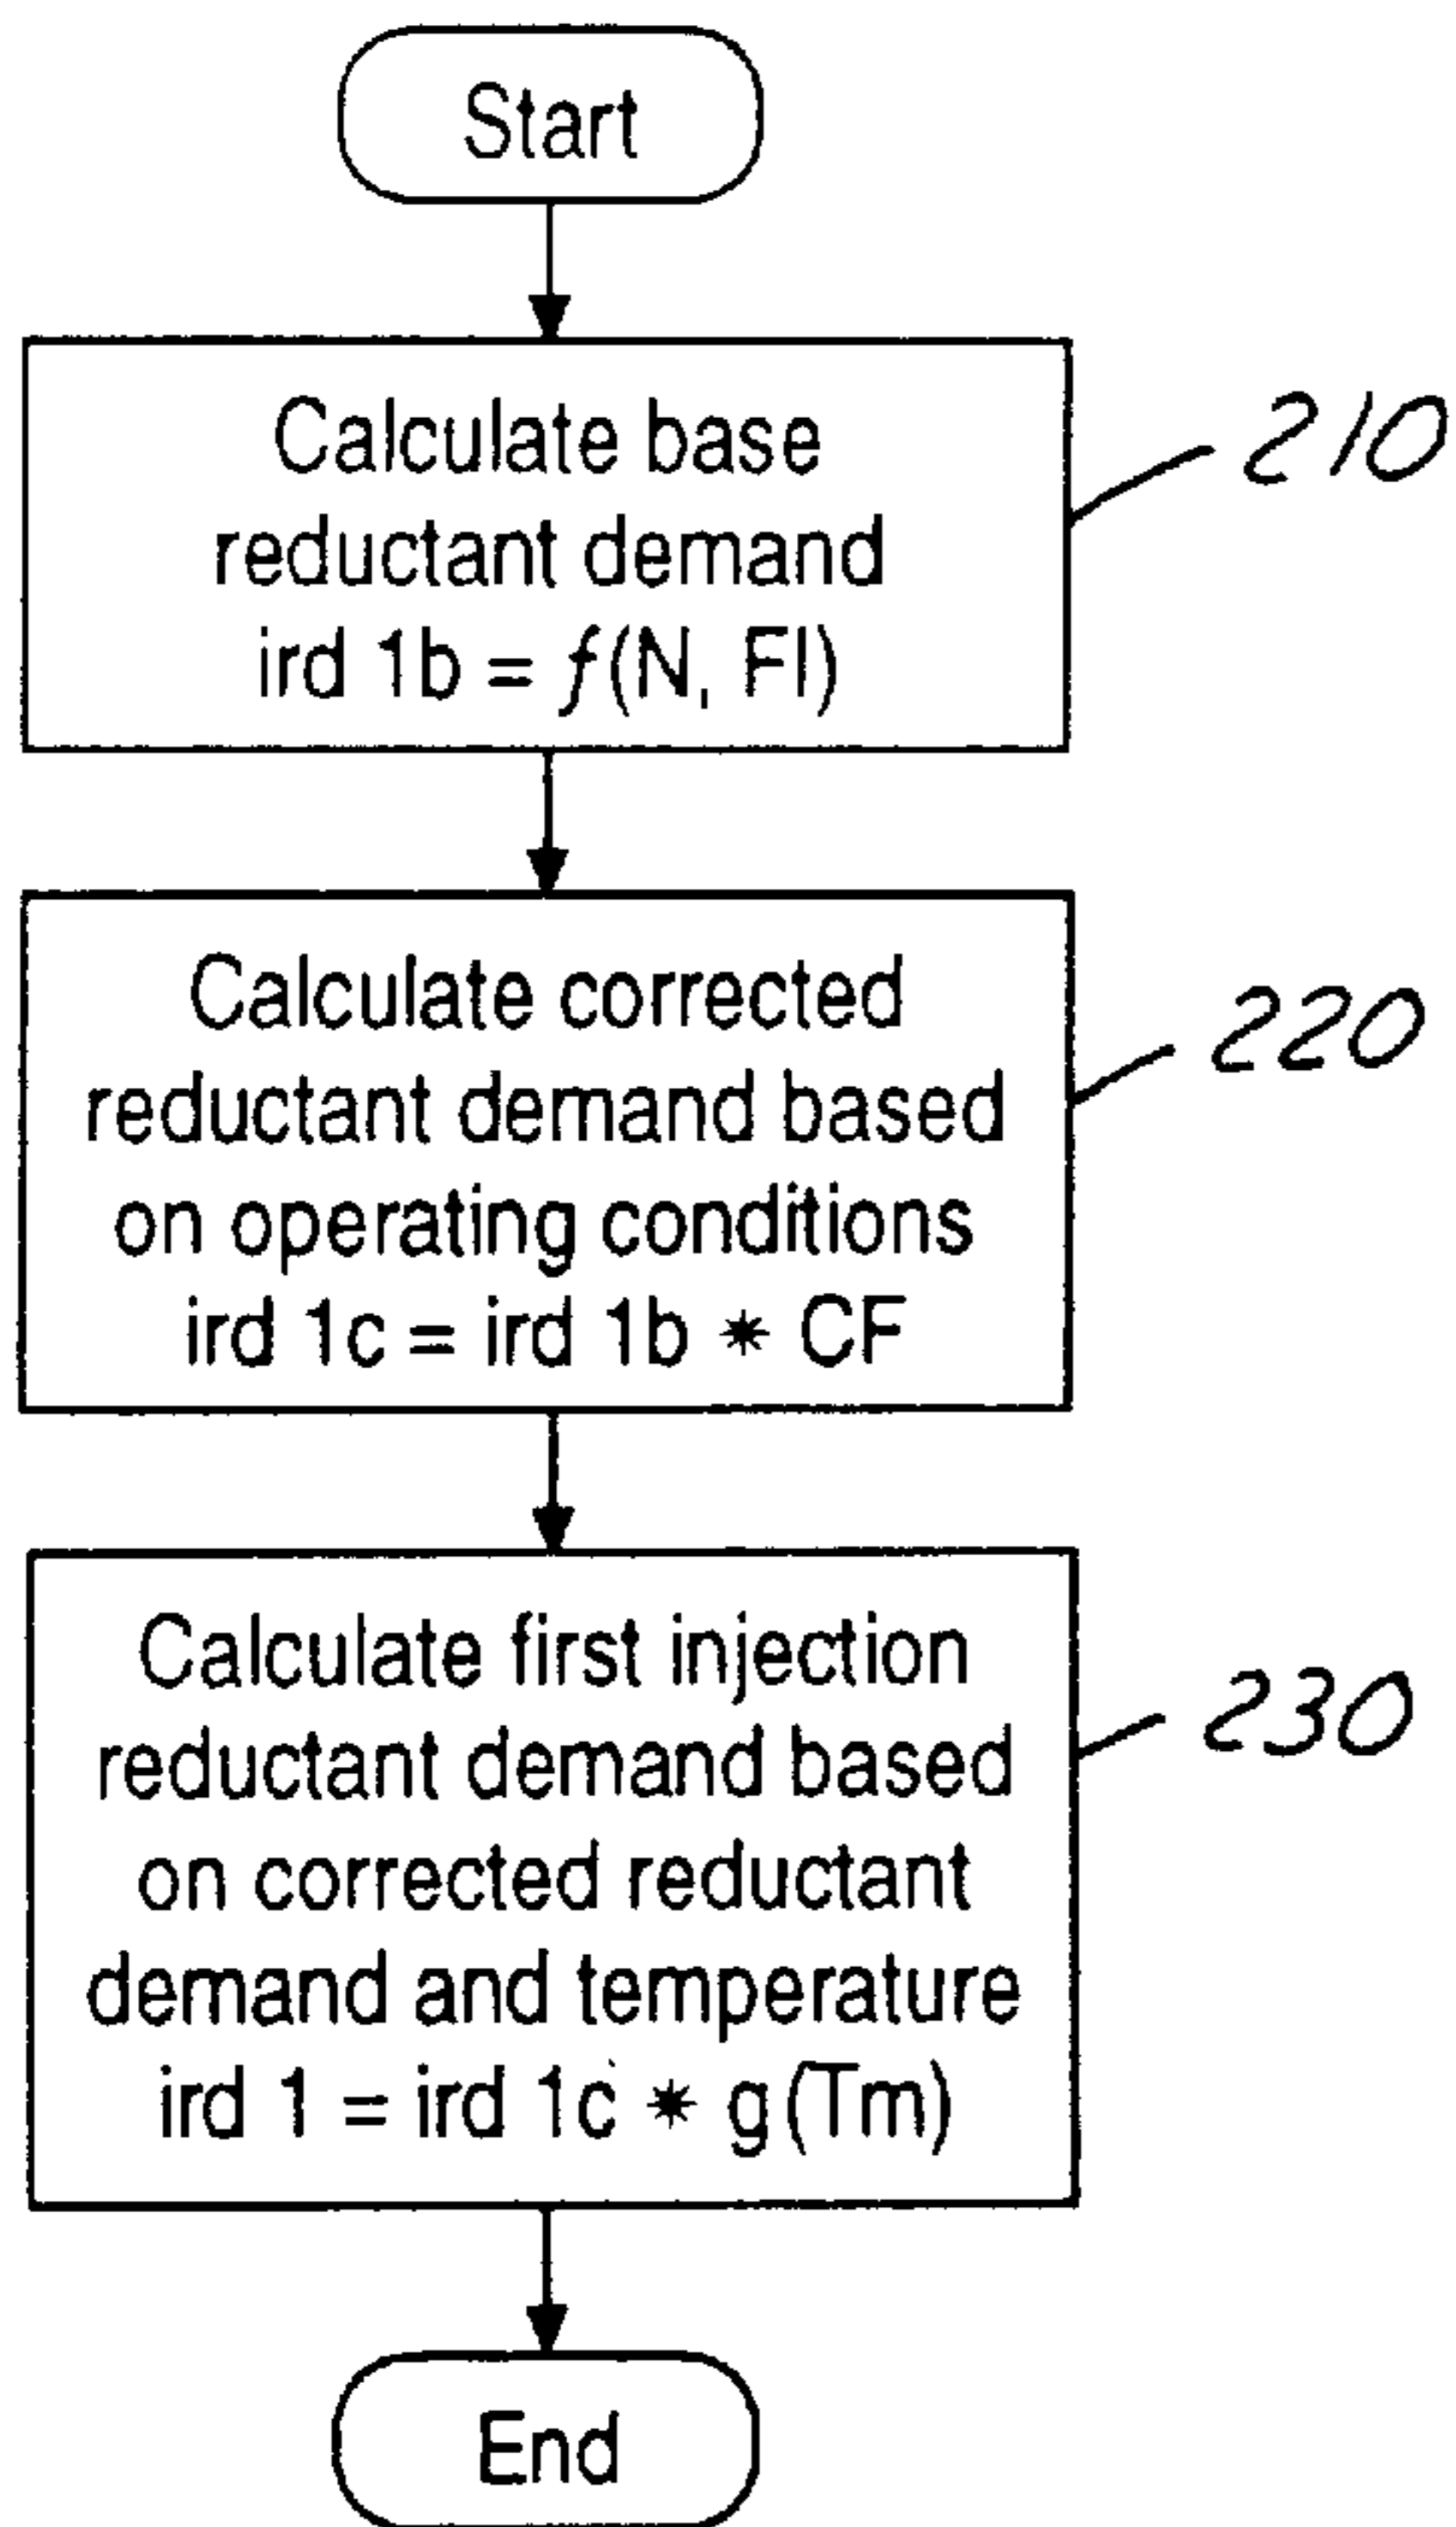 Start
Calculate base
reductant demand
ird 1b = f(N, FI)
210
Calculate corrected
reductant demand based
on operating conditions
ird 1c = ird 1b * CF
220
Calculate first injection
reductant demand based
on corrected reductant
demand and temperature
ird 1 = ird 1c * g(Tm)
230
End